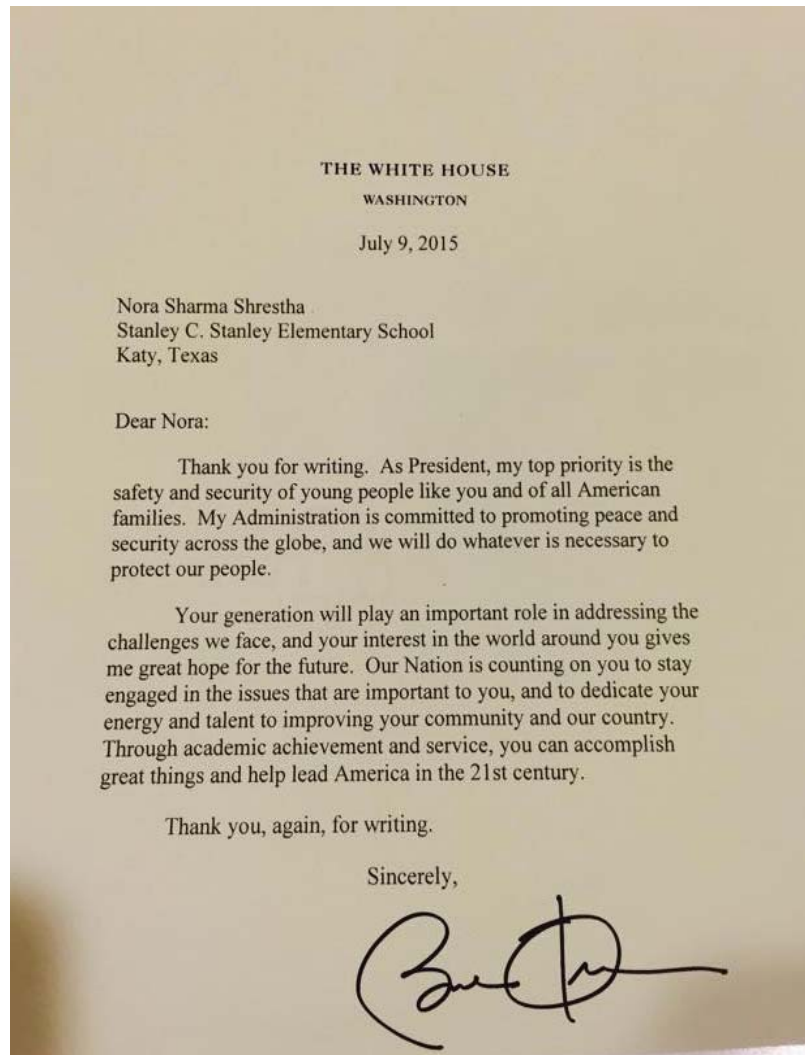 THE WHITE HOUSE
WASHINGTON
July 9, 2015
Nora Sharma Shrestha
Stanley C. Stanley Elementary School
Katy, Texas
Dear Nora:
Thank you for writing. As President, my top priority is the
safety and security of young people like you and of all American
families. My Administration is committed to promoting peace and
security across the globe, and we will do whatever is necessary to
protect our people.
Your generation will play an important role in addressing the
challenges we face, and your interest in the world around you gives
me great hope for the future. Our Nation is counting on you to stay
engaged in the issues that are important to you, and to dedicate your
energy and talent to improving your community and our country.
Through academic achievement and service, you can accomplish
great things and help lead America in the 21st century.
Thank you, again, for writing.
Sincerely,